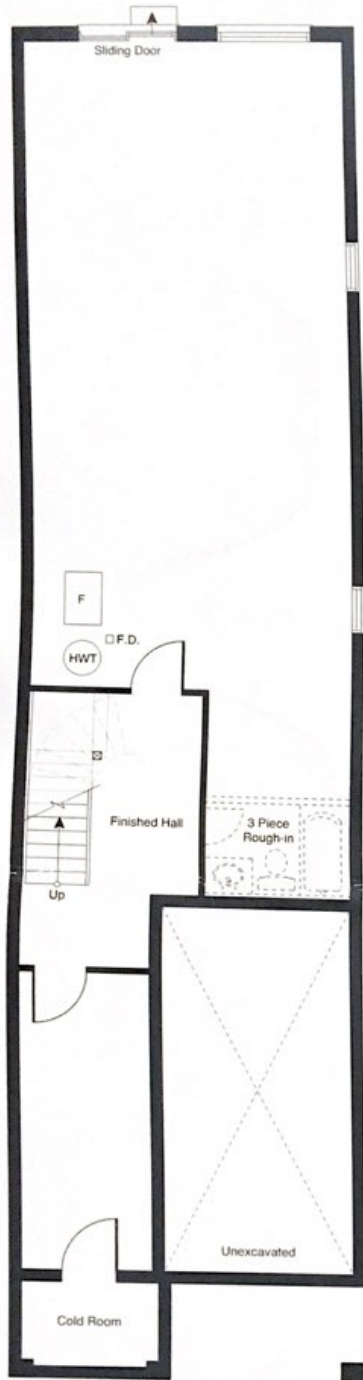 Sliding Door
F
F.D.
HWT
Finished Hall
3 Piece
Rough-in
Up
Unexcavated
Cold Room